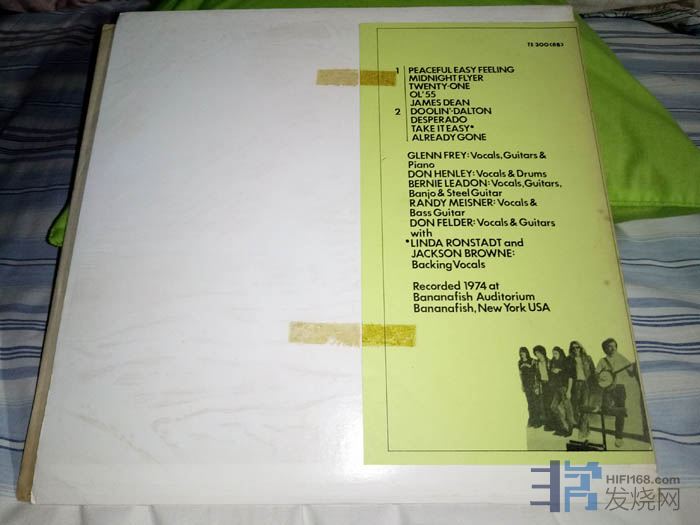 TS 200(BB)
1 PEACEFUL EASY FEELING
MIDNIGHT FLYER
TWENTY-ONE
OL'55
JAMES DEAN
2 DOOLIN'-DALTON
DESPERADO
TAKE IT EASY*
ALREADY GONE
GLENN FREY: Vocals, Guitars &
Piano
DON HENLEY: Vocals & Drums
BERNIE LEADON: Vocals, Guitars,
Banjo & Steel Guitar
RANDY MEISNER: Vocals &
Bass Guitar
DON FELDER: Vocals & Guitars
with
*LINDA RONSTADT and
JACKSON BROWNE:
Backing Vocals
Recorded 1974 at
Bananafish Auditorium
Bananafish, New York USA
HIFI168.com
发烧网